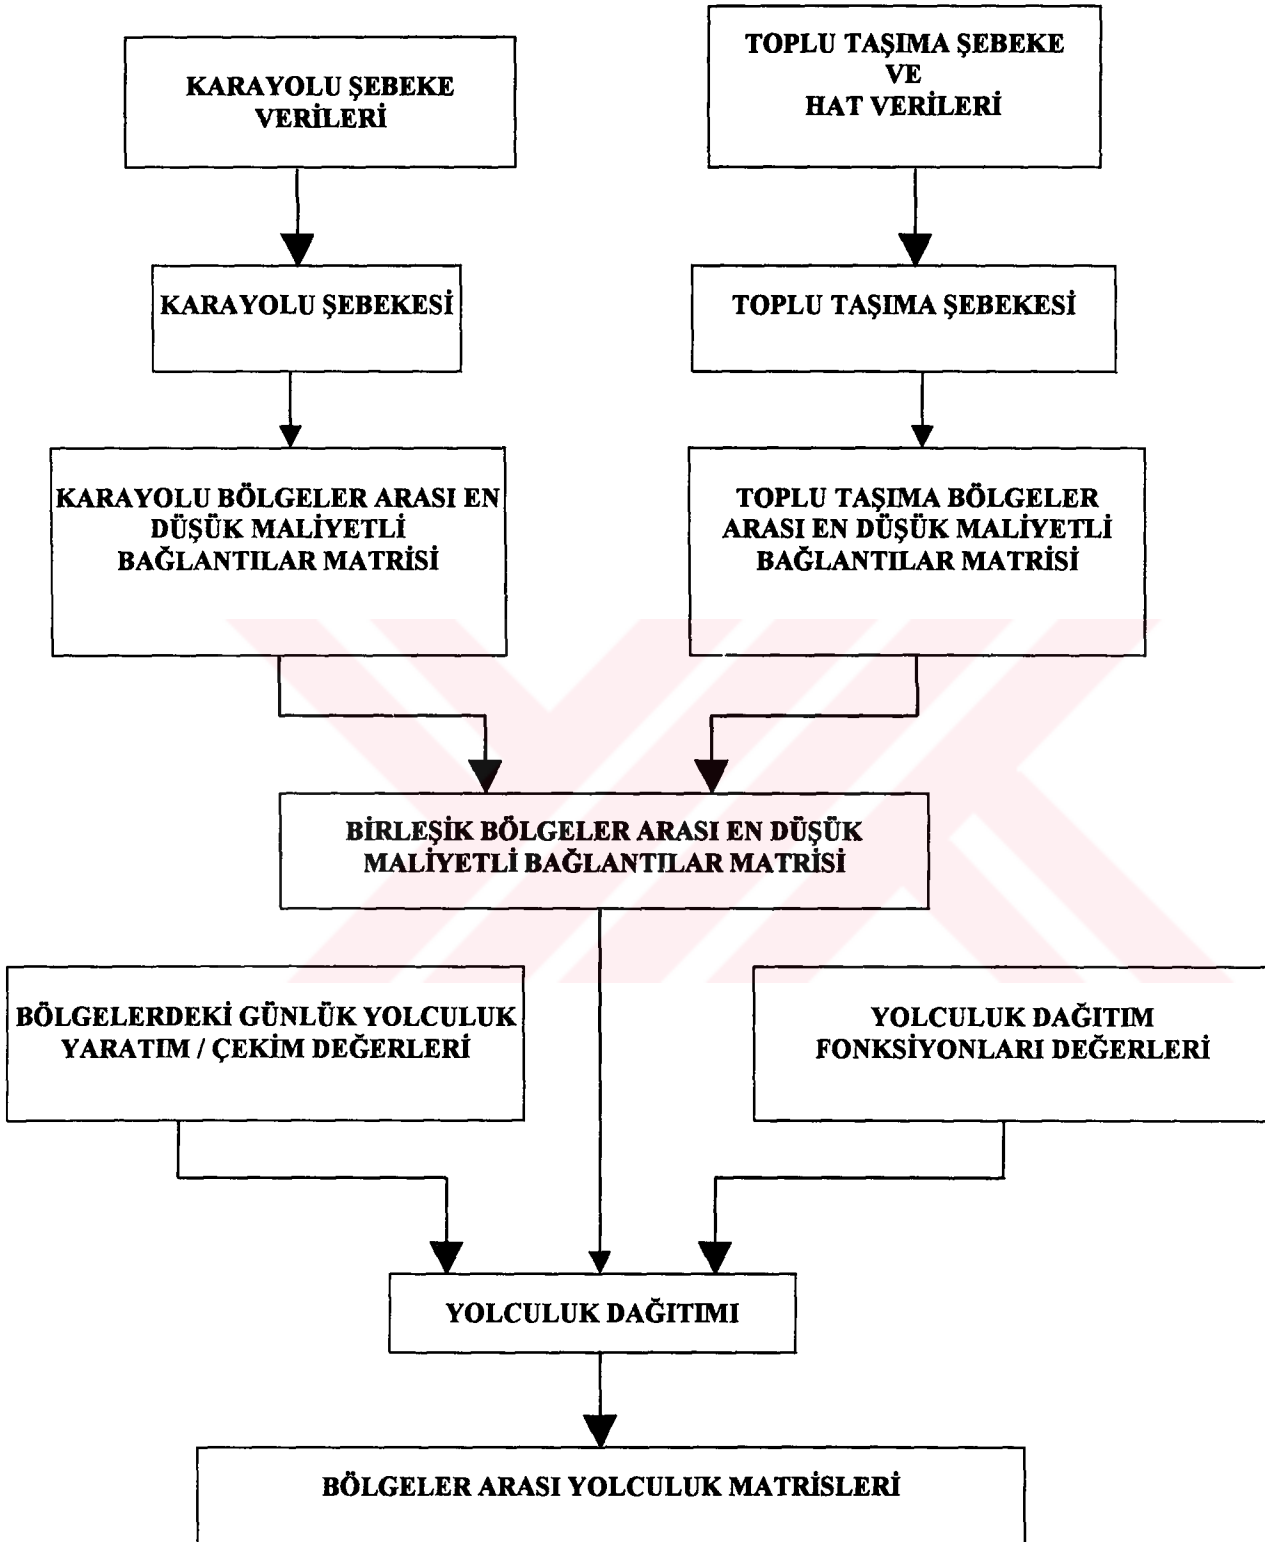 KARAYOLU ŞEBEKE
VERİLERİ
TOPLU TAŞIMA ŞEBEKE
VE
HAT VERİLERİ
KARAYOLU ŞEBEKESİ
TOPLU TAŞIMA ŞEBEKESİ
KARAYOLU BÖLGELER ARASI EN
DÜŞÜK MALİYETLİ
BAĞLANTILAR MATRİSİ
TOPLU TAŞIMA BÖLGELER
ARASI EN DÜŞÜK MALİYETLİ
BAĞLANTILAR MATRİSİ
BİRLEŞİK BÖLGELER ARASI EN DÜŞÜK
MALİYETLİ BAĞLANTILAR MATRİSİ
BÖLGELERDEKİ GÜNLÜK YOLCULUK
YARATIM / ÇEKİM DEĞERLERİ
YOLCULUK DAĞITIM
FONKSİYONLARI DEĞERLERİ
YOLCULUK DAĞITIMI
BÖLGELER ARASI YOLCULUK MATRİSLERİ